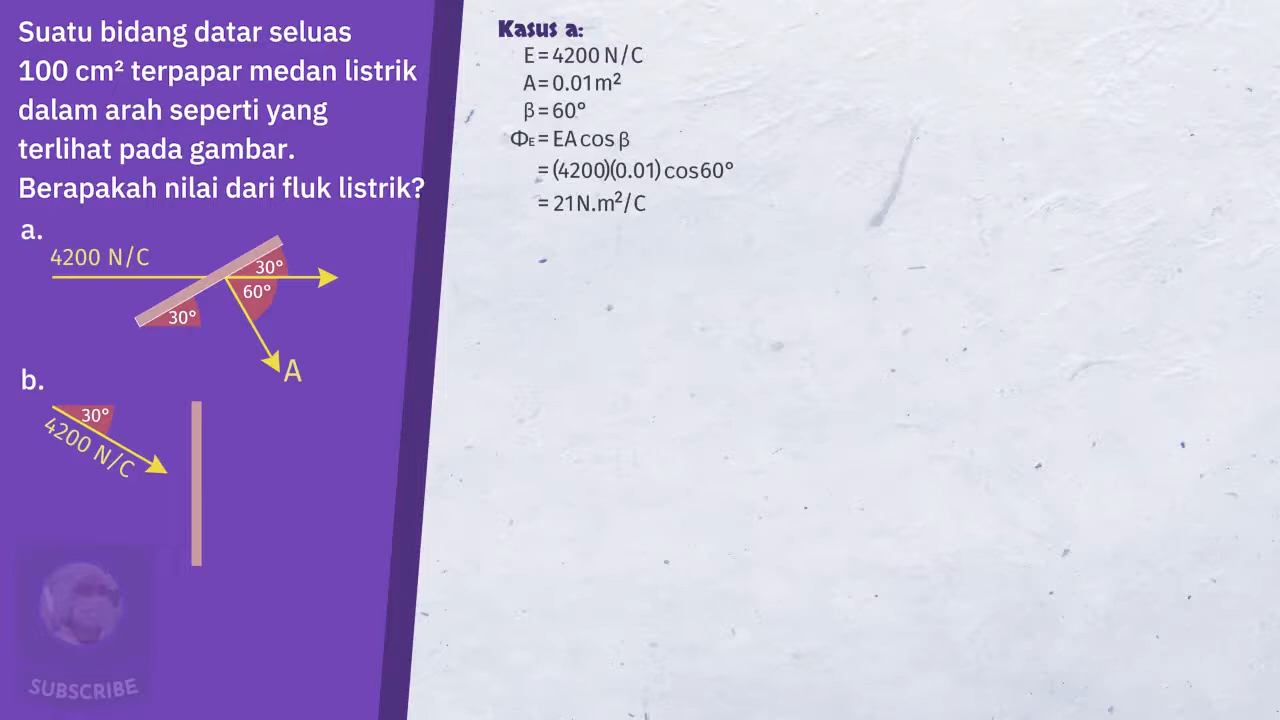 Suatu bidang datar seluas
100 cm² terpapar medan listrik
dalam arah seperti yang
terlihat pada gambar.
Berapakah nilai dari fluk listrik?
a.
4200 N/C
30°
60°
30°
A
b.
30°
4200 N/C
SUBSCRIBE
Kasus a:
E = 4200 N/C
A = 0.01 m²
β = 60°
Φᴇ = EA cos β
= (4200)(0.01) cos 60°
= 21 N.m²/C